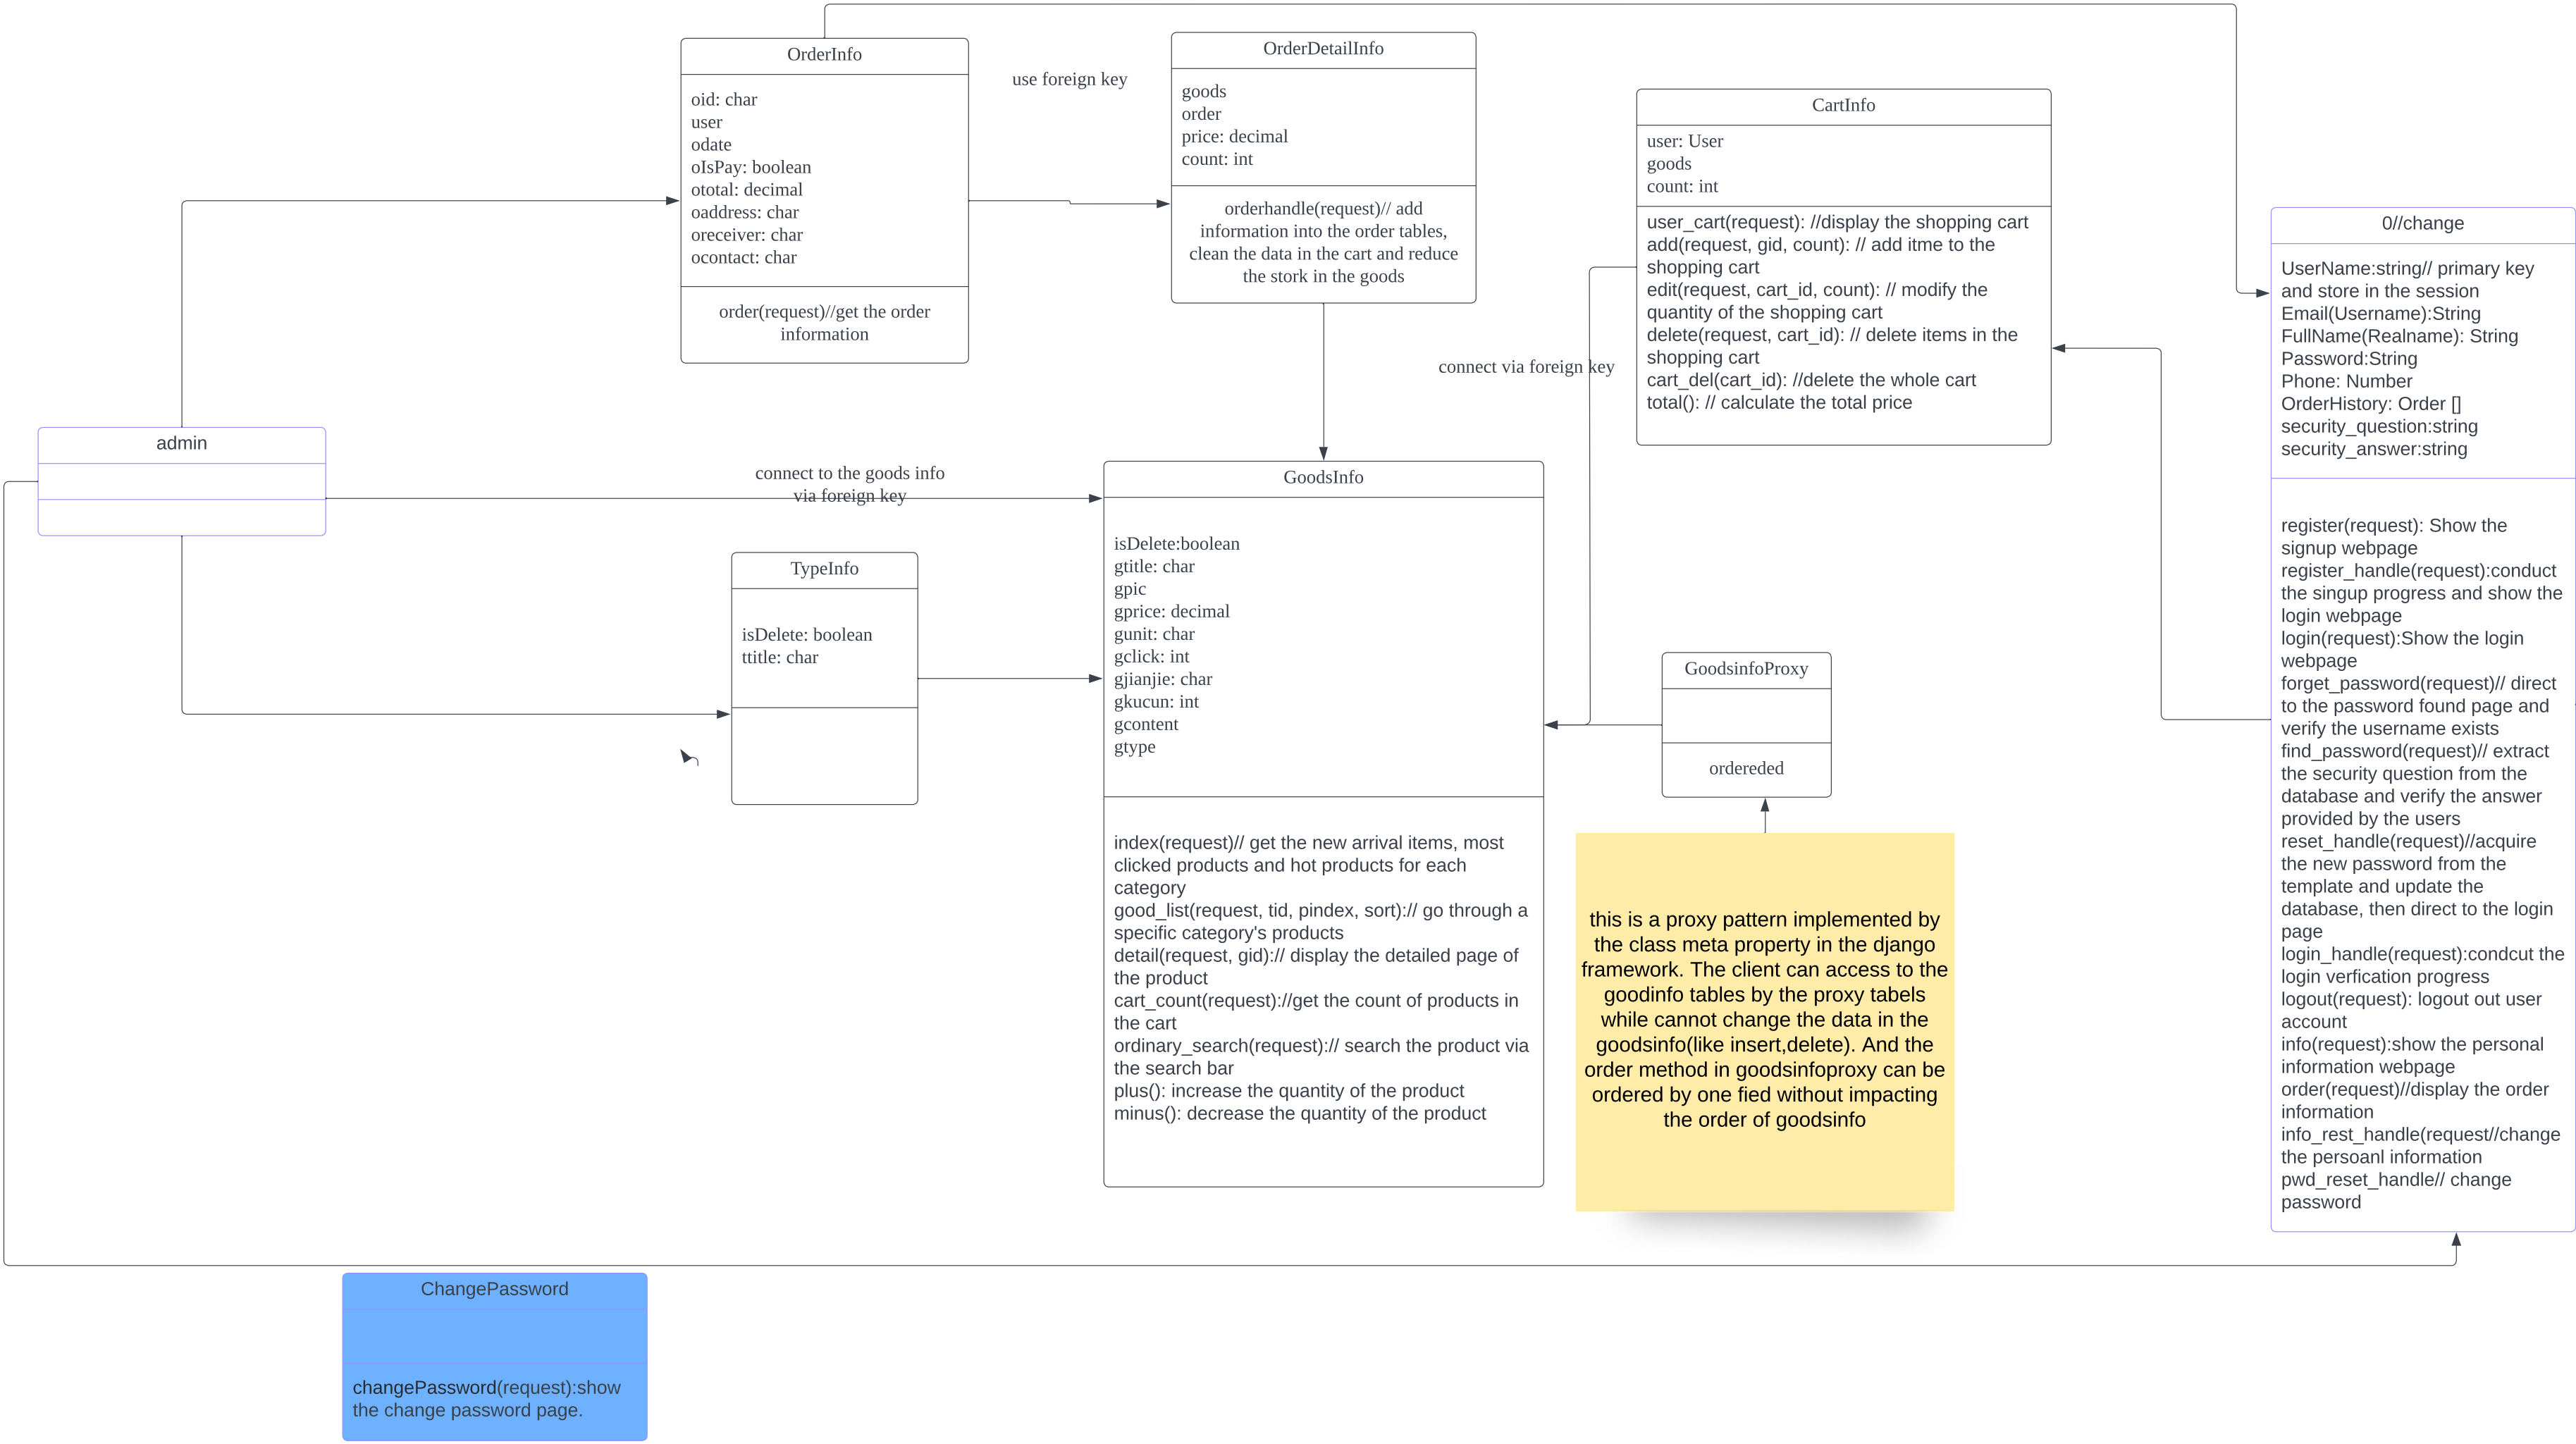 OrderInfo
oid: char
user
odate
oIsPay: boolean
ototal: decimal
oaddress: char
oreceiver: char
ocontact: char
order(request)//get the order
information
use foreign key
OrderDetailInfo
goods
order
price: decimal
count: int
orderhandle(request)// add
information into the order tables,
clean the data in the cart and reduce
the stork in the goods
CartInfo
user: User
goods
count: int
user_cart(request): //display the shopping cart
add(request, gid, count): // add itme to the
shopping cart
edit(request, cart_id, count): // modify the
quantity of the shopping cart
delete(request, cart_id): // delete items in the
shopping cart
cart_del(cart_id): //delete the whole cart
total(): // calculate the total price
connect via foreign key
0//change
UserName:string// primary key
and store in the session
Email(Username):String
FullName(Realname): String
Password:String
Phone: Number
OrderHistory: Order []
security_question:string
security_answer:string
register(request): Show the
signup webpage
register_handle(request):conduct
the singup progress and show the
login webpage
login(request):Show the login
webpage
forget_password(request)// direct
to the password found page and
verify the username exists
find_password(request)// extract
the security question from the
database and verify the answer
provided by the users
reset_handle(request)//acquire
the new password from the
template and update the
database, then direct to the login
page
login_handle(request):condcut the
login verfication progress
logout(request): logout out user
account
info(request):show the personal
information webpage
order(request)//display the order
information
info_rest_handle(request//change
the persoanl information
pwd_reset_handle// change
password
admin
connect to the goods info
via foreign key
TypeInfo
isDelete: boolean
ttitle: char
GoodsInfo
isDelete:boolean
gtitle: char
gpic
gprice: decimal
gunit: char
gclick: int
gjianjie: char
gkucun: int
gcontent
gtype
index(request)// get the new arrival items, most
clicked products and hot products for each
category
good_list(request, tid, pindex, sort):// go through a
specific category's products
detail(request, gid):// display the detailed page of
the product
cart_count(request)://get the count of products in
the cart
ordinary_search(request):// search the product via
the search bar
plus(): increase the quantity of the product
minus(): decrease the quantity of the product
GoodsinfoProxy
ordereded
this is a proxy pattern implemented by
the class meta property in the django
framework. The client can access to the
goodinfo tables by the proxy tabels
while cannot change the data in the
goodsinfo(like insert,delete). And the
order method in goodsinfoproxy can be
ordered by one fied without impacting
the order of goodsinfo
ChangePassword
changePassword(request):show
the change password page.